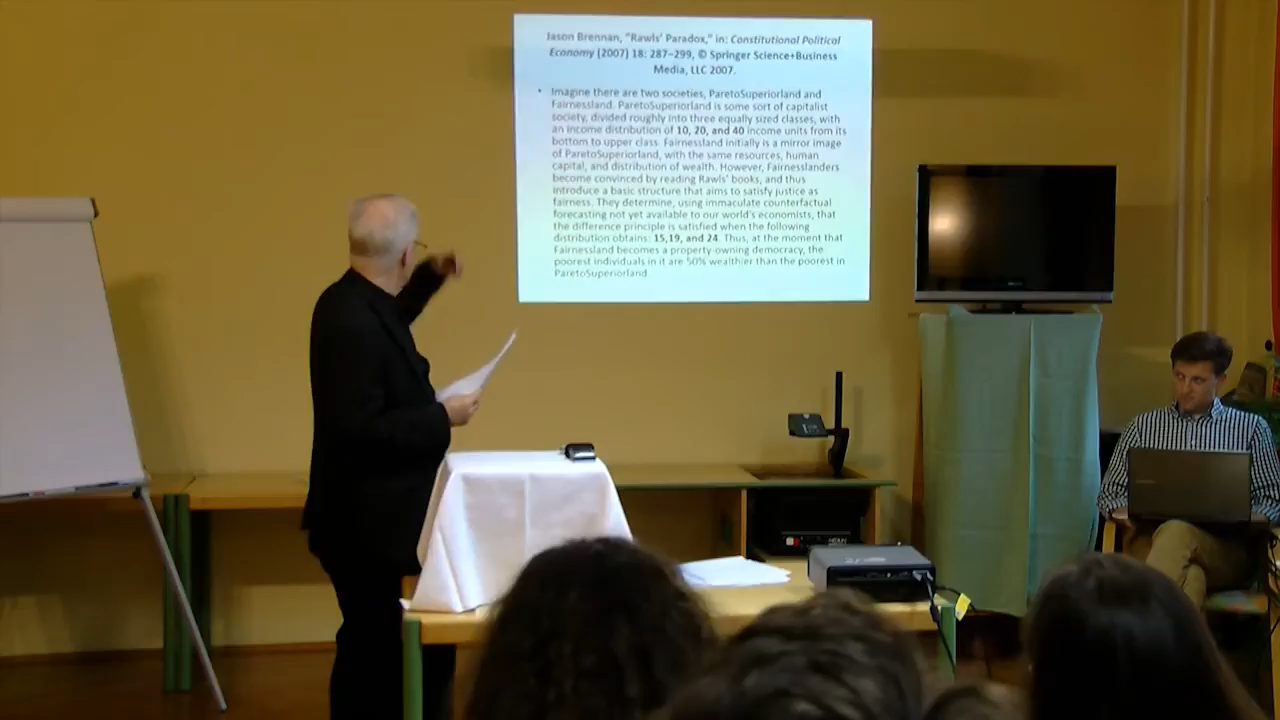 Jason Brennan, "Rawls' Paradox," in: Constitutional Political
Economy (2007) 18: 287–299, © Springer Science+Business
Media, LLC 2007.
• Imagine there are two societies, ParetoSuperiorland and
Fairnessland. ParetoSuperiorland is some sort of capitalist
society, divided roughly into three equally sized classes, with
an income distribution of 10, 20, and 40 income units from its
bottom to upper class. Fairnessland initially is a mirror image
of ParetoSuperiorland, with the same resources, human
capital, and distribution of wealth. However, Fairnesslanders
become convinced by reading Rawls' books, and thus
introduce a basic structure that aims to satisfy justice as
fairness. They determine, using immaculate counterfactual
forecasting not yet available to our world's economists, that
the difference principle is satisfied when the following
distribution obtains: 15,19, and 24. Thus, at the moment that
Fairnessland becomes a property-owning democracy, the
poorest individuals in it are 50% wealthier than the poorest in
ParetoSuperiorland